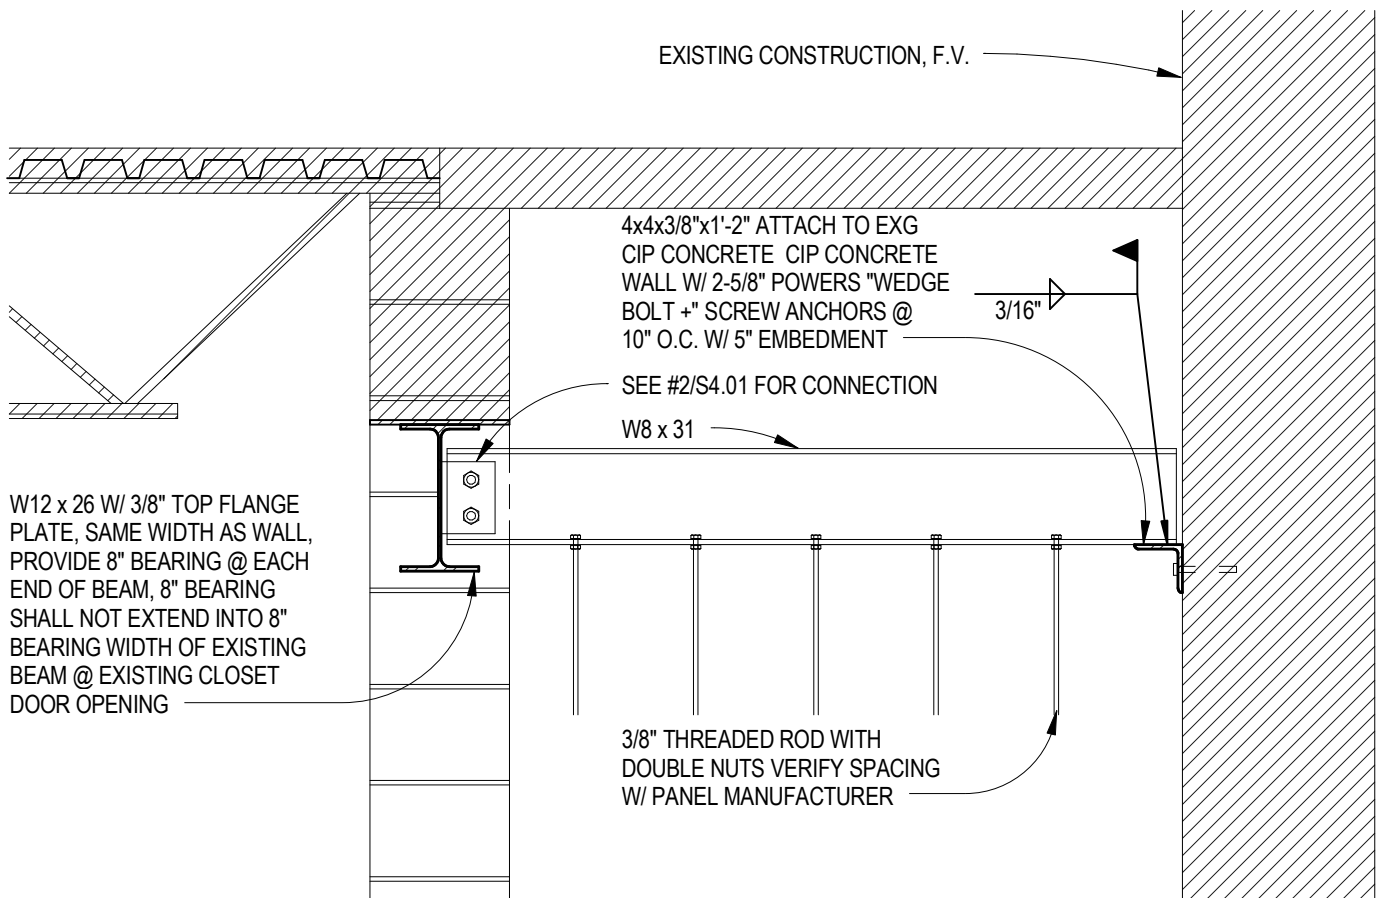 EXISTING CONSTRUCTION, F.V.
4x4x3/8"x1'-2" ATTACH TO EXG
CIP CONCRETE  CIP CONCRETE
WALL W/ 2-5/8" POWERS "WEDGE
BOLT +" SCREW ANCHORS @
10" O.C. W/ 5" EMBEDMENT
3/16"
SEE #2/S4.01 FOR CONNECTION
W8 x 31
W12 x 26 W/ 3/8" TOP FLANGE
PLATE, SAME WIDTH AS WALL,
PROVIDE 8" BEARING @ EACH
END OF BEAM, 8" BEARING
SHALL NOT EXTEND INTO 8"
BEARING WIDTH OF EXISTING
BEAM @ EXISTING CLOSET
DOOR OPENING
3/8" THREADED ROD WITH
DOUBLE NUTS VERIFY SPACING
W/ PANEL MANUFACTURER